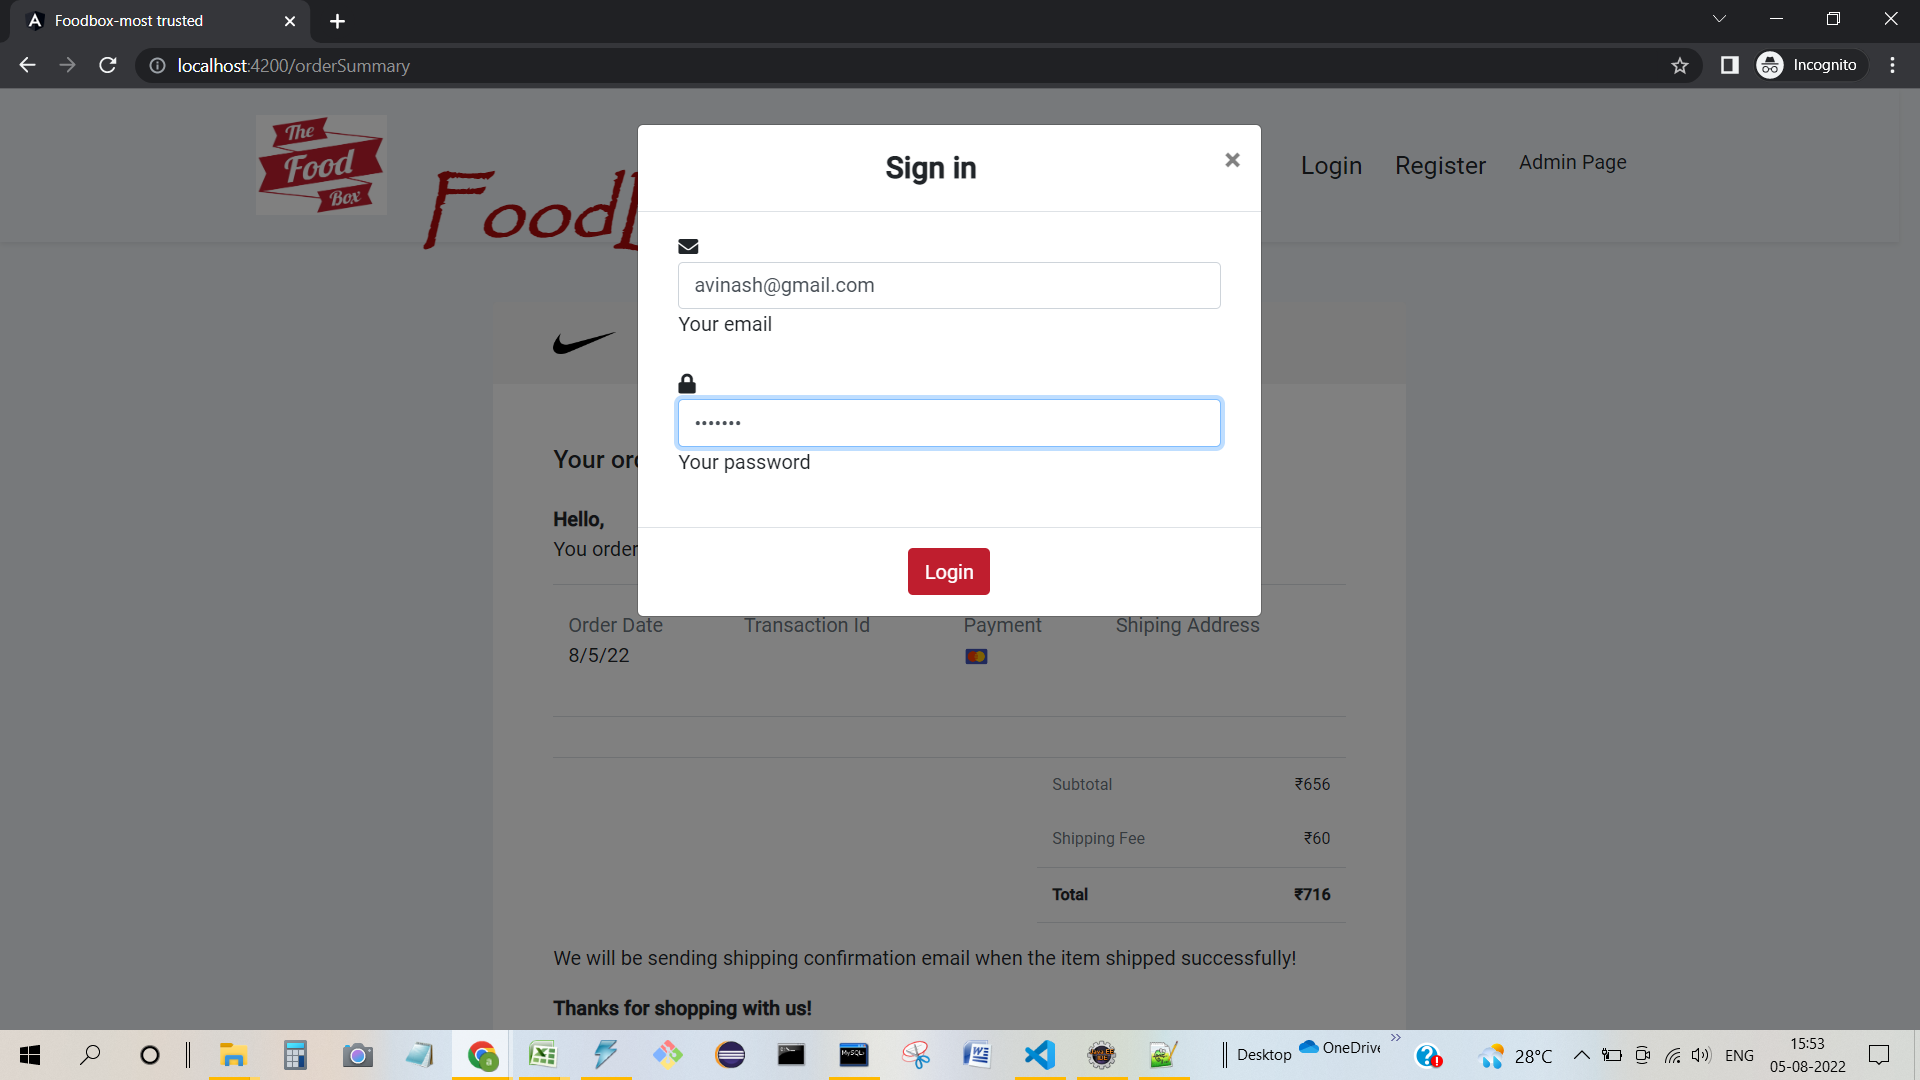 Foodbox-most trusted
localhost:4200/orderSummary
Incognito
The
Food
Box
Food
Login
Register
Admin Page
Sign in
×
avinash@gmail.com
Your email
•••••••
Your password
Login
Your or
Hello,
You order
Order Date
Transaction Id
Payment
Shiping Address
8/5/22
Subtotal
₹656
Shipping Fee
₹60
Total
₹716
We will be sending shipping confirmation email when the item shipped successfully!
Thanks for shopping with us!
MySQL
Desktop
OneDrive
28°C
ENG
15:53
05-08-2022